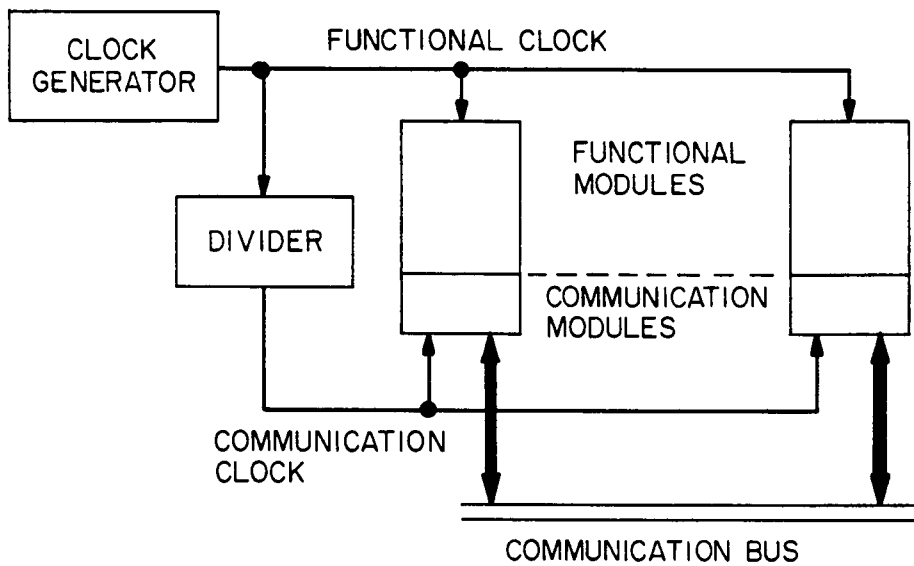 CLOCK
GENERATOR
FUNCTIONAL CLOCK
FUNCTIONAL
MODULES
DIVIDER
COMMUNICATION
MODULES
COMMUNICATION
CLOCK
COMMUNICATION BUS